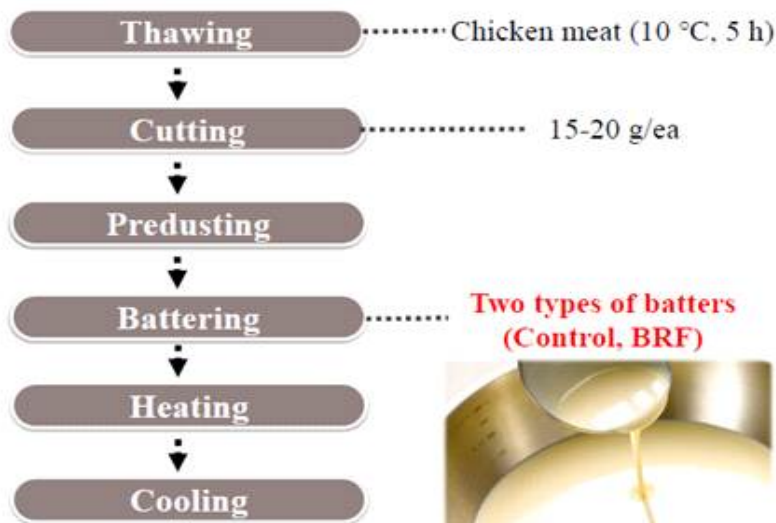 Thawing
Chicken meat (10 ℃, 5 h)
Cutting
15-20 g/ea
Predusting
Battering
Two types of batters
(Control, BRF)
Heating
Cooling